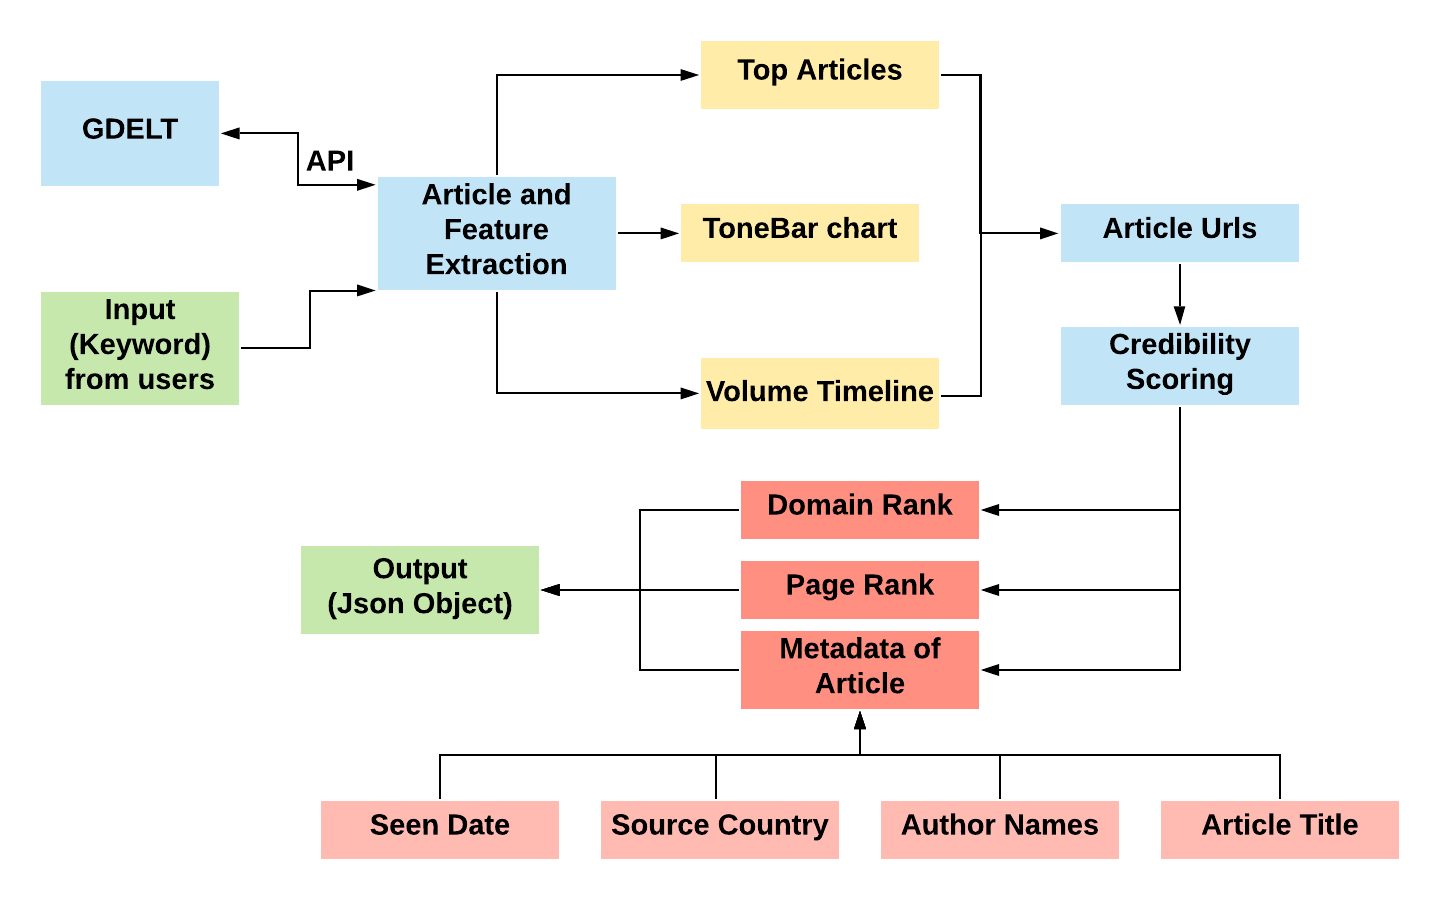 Top Articles
GDELT
API
Article and
Feature
Extraction
ToneBar chart
Article Urls
Input
(Keyword)
from users
Volume Timeline
Credibility
Scoring
Domain Rank
Output
(Json Object)
Page Rank
Metadata of
Article
Seen Date
Source Country
Author Names
Article Title